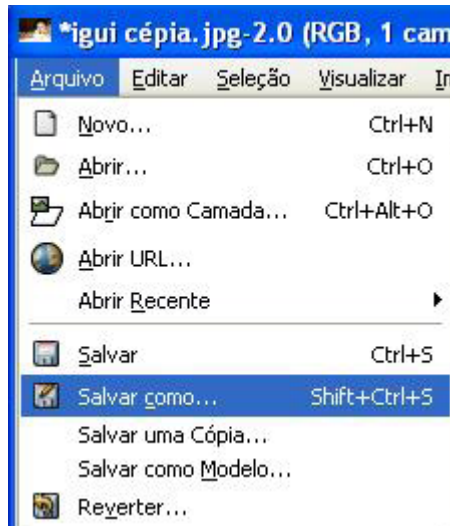 *igui cépia.jpg-2.0 (RGB, 1 cam
Arquivo Editar Seleção Visualizar
Novo... Ctrl+N
Abrir... Ctrl+O
Abrir como Camada... Ctrl+Alt+O
Abrir URL...
Abrir Recente
Salvar Ctrl+S
Salvar como... Shift+Ctrl+S
Salvar uma Cópia...
Salvar como Modelo...
Reverter...